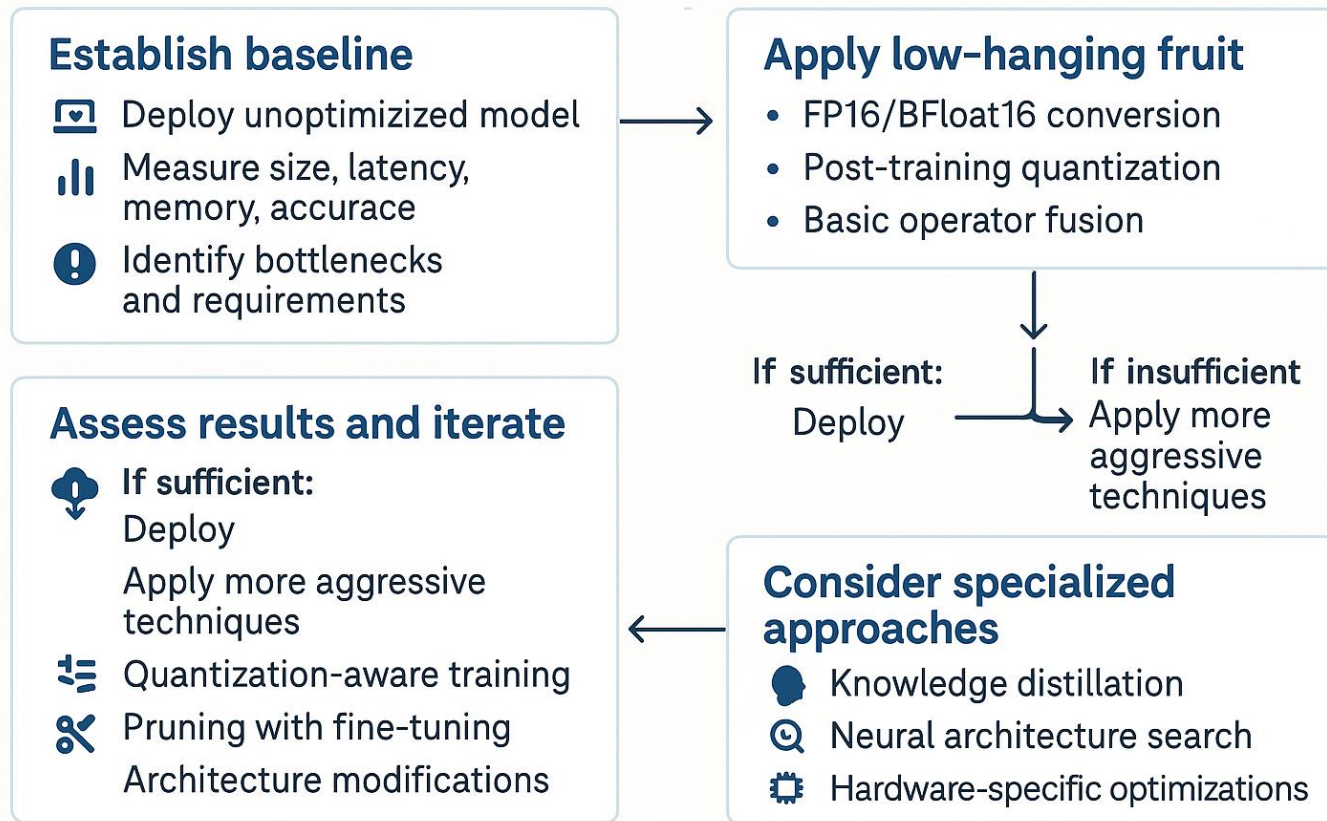 Establish baseline
Deploy unoptimizized model
Measure size, latency,
memory, accurace
Identify bottlenecks
and requirements
Apply low-hanging fruit
• FP16/BFloat16 conversion
• Post-training quantization
• Basic operator fusion
If sufficient:
Deploy
If insufficient
Apply more
aggressive
techniques
Assess results and iterate
If sufficient:
Deploy
Apply more aggressive
techniques
Quantization-aware training
Pruning with fine-tuning
Architecture modifications
Consider specialized
approaches
Knowledge distillation
Neural architecture search
Hardware-specific optimizations